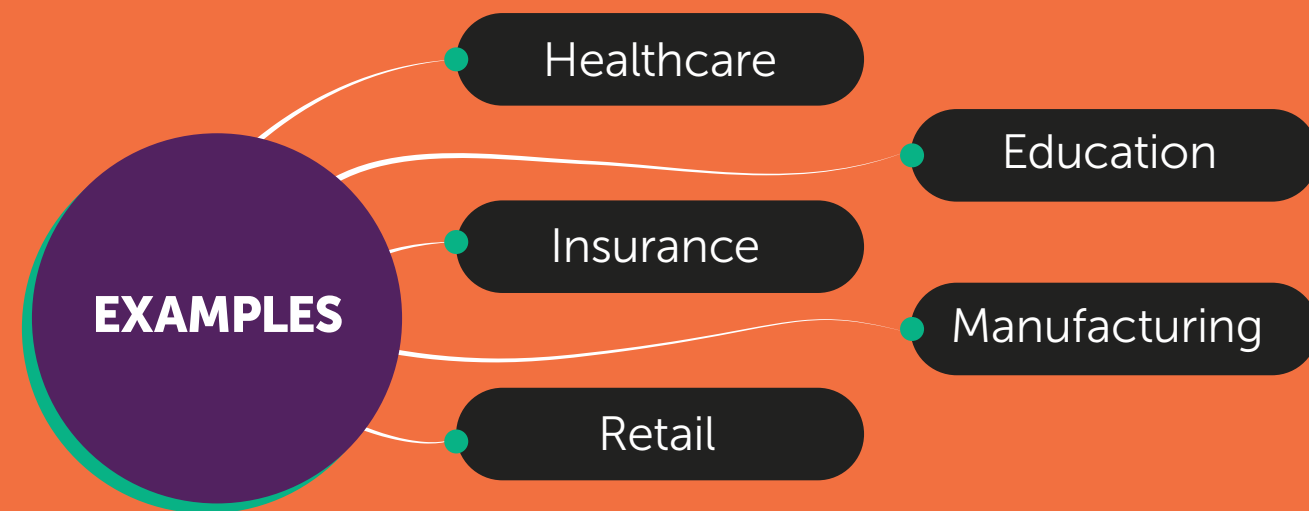 EXAMPLES
Healthcare
Education
Insurance
Manufacturing
Retail